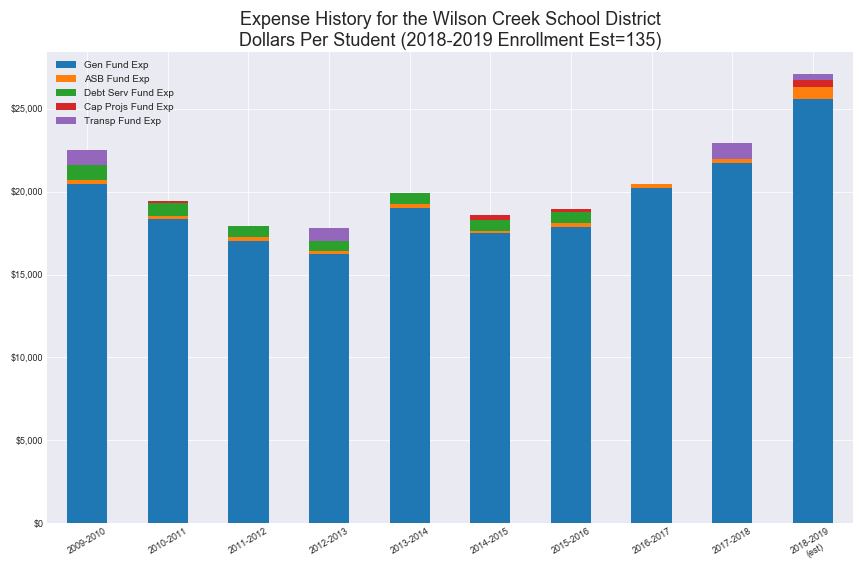 Expense History for the Wilson Creek School District
Dollars Per Student (2018-2019 Enrollment Est=135)
Gen Fund Exp
ASB Fund Exp
Debt Serv Fund Exp
Cap Projs Fund Exp
Transp Fund Exp
$25,000
$20,000
$15,000
$10,000
$5,000
$0
2009-2010
2010-2011
2011-2012
2012-2013
2013-2014
2014-2015
2015-2016
2016-2017
2017-2018
2018-2019
(est)